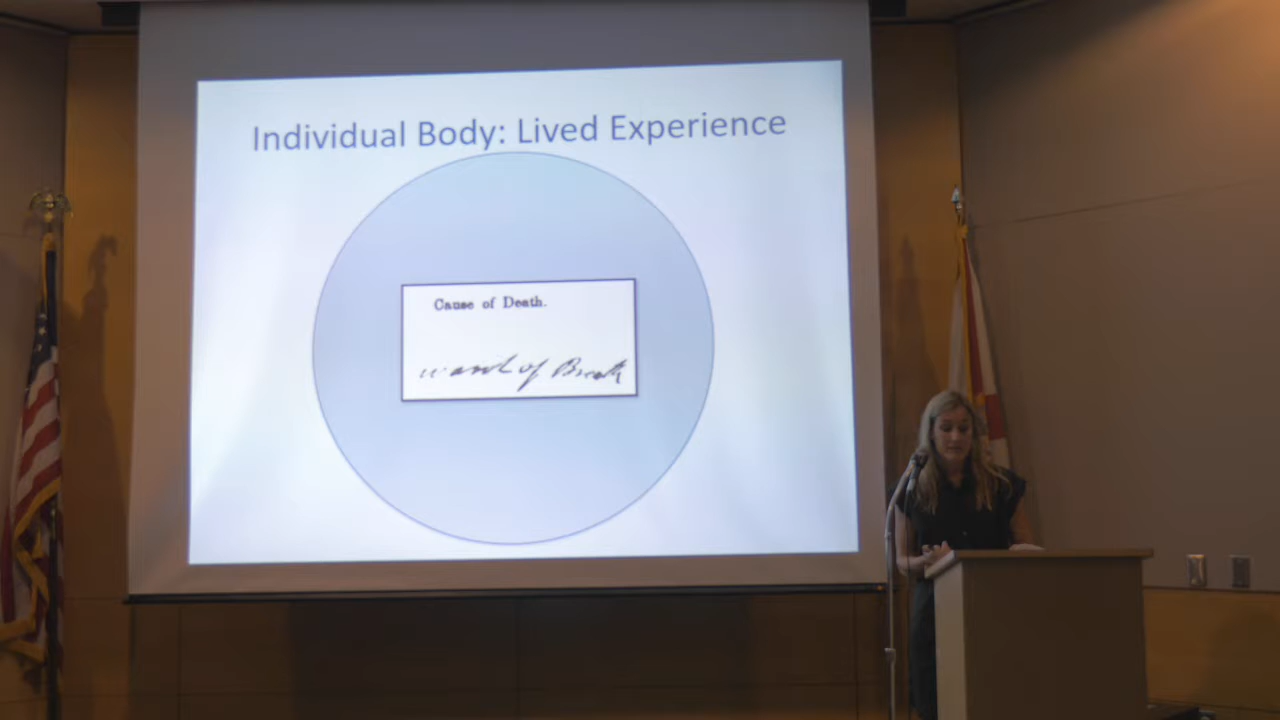 Individual Body: Lived Experience
Cause of Death.
want of Breath